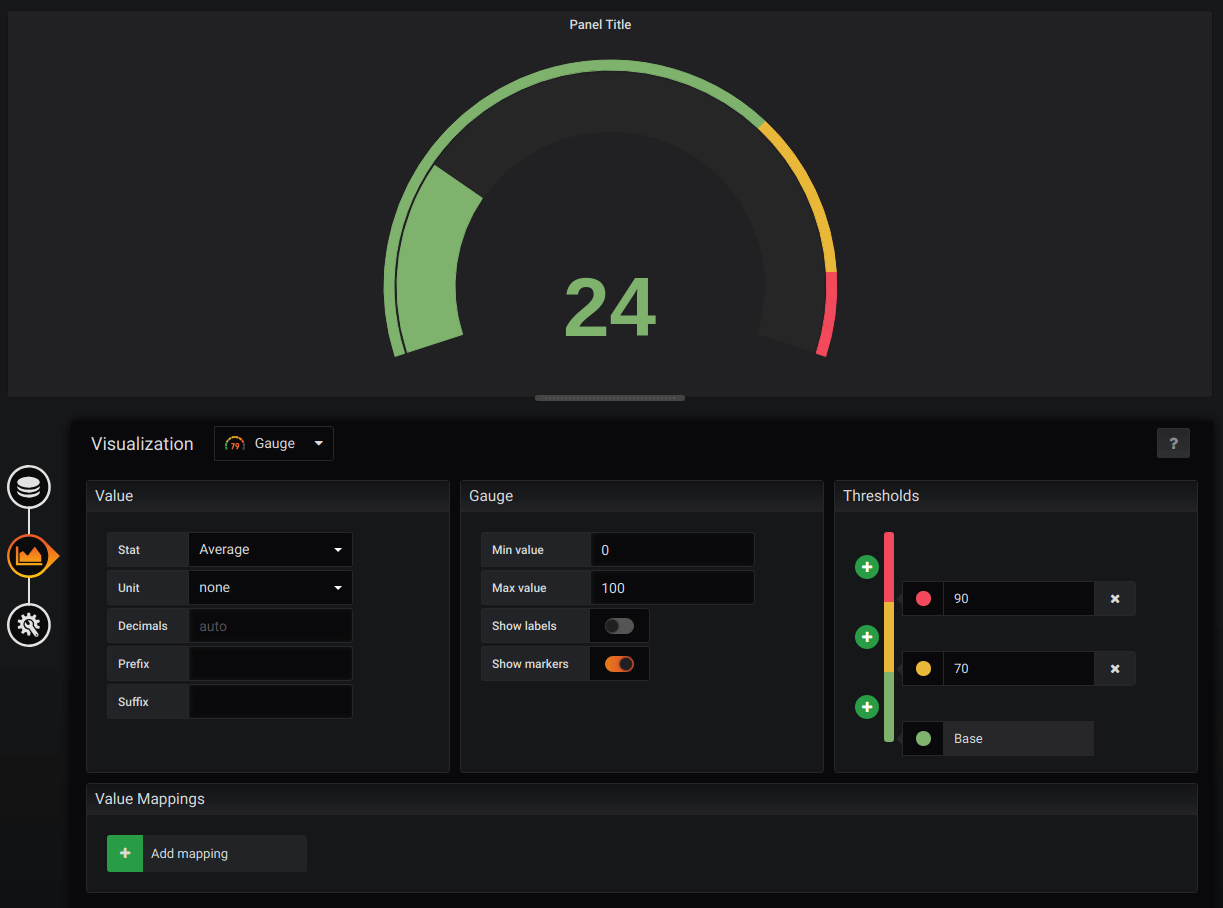 Panel Title
24
Visualization
79
Gauge
?
Value
Stat
Average
Unit
none
Decimals
auto
Prefix
Suffix
Gauge
Min value
0
Max value
100
Show labels
Show markers
Thresholds
90
70
Base
Value Mappings
Add mapping